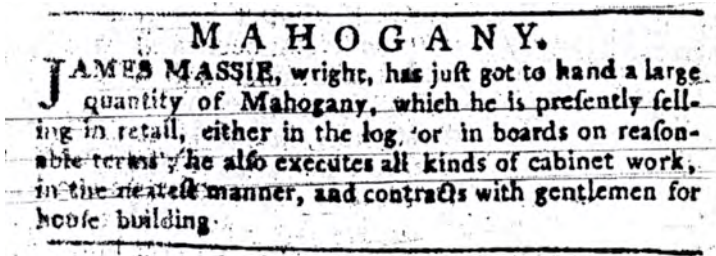 MAHOGANY.
JAMES MASSIE, wright, has juſt got to hand a large
quantity of Mahogany, which he is preſently ſell-
ing in retail, either in the log, or in boards on reaſon-
able terms; he alſo executes all kinds of cabinet work,
in the neateſt manner, and contracts with gentlemen for
houſe building.